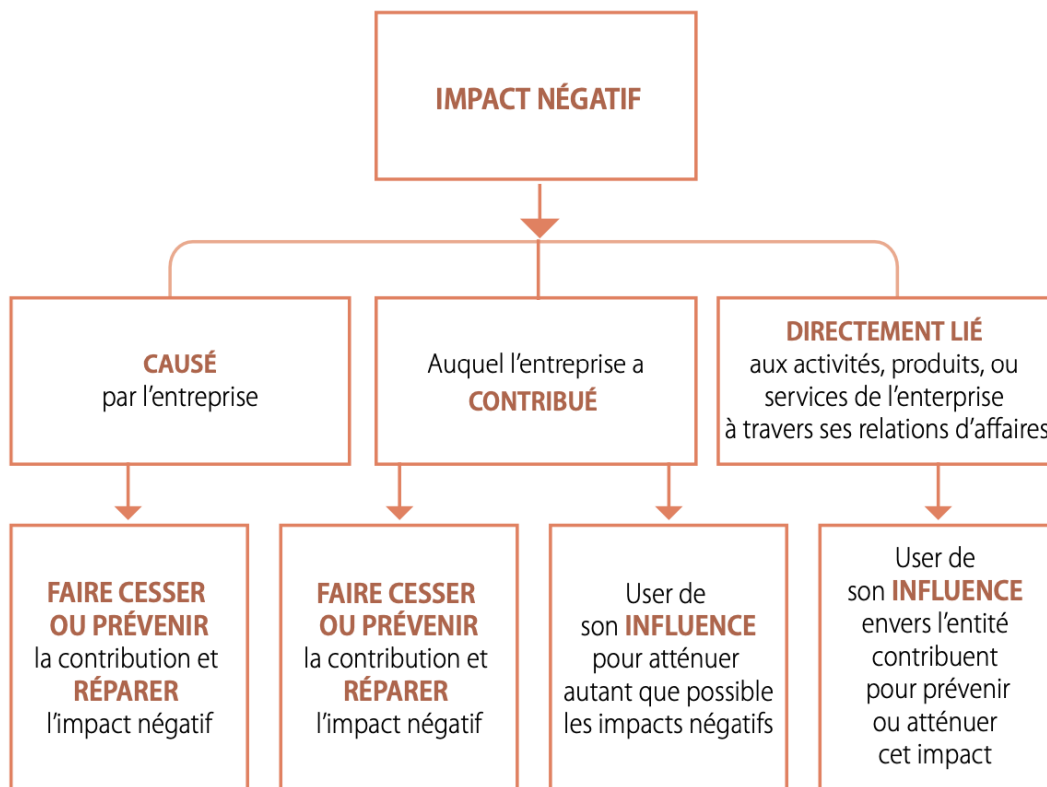 IMPACT NÉGATIF
CAUSÉ
par l’entreprise
Auquel l’entreprise a
CONTRIBUÉ
DIRECTEMENT LIÉ
aux activités, produits, ou
services de l’enterprise
à travers ses relations d’affaires
FAIRE CESSER
OU PRÉVENIR
la contribution et
RÉPARER
l’impact négatif
FAIRE CESSER
OU PRÉVENIR
la contribution et
RÉPARER
l’impact négatif
User de
son INFLUENCE
pour atténuer
autant que possible
les impacts négatifs
User de
son INFLUENCE
envers l’entité
contribuent
pour prévenir
ou atténuer
cet impact